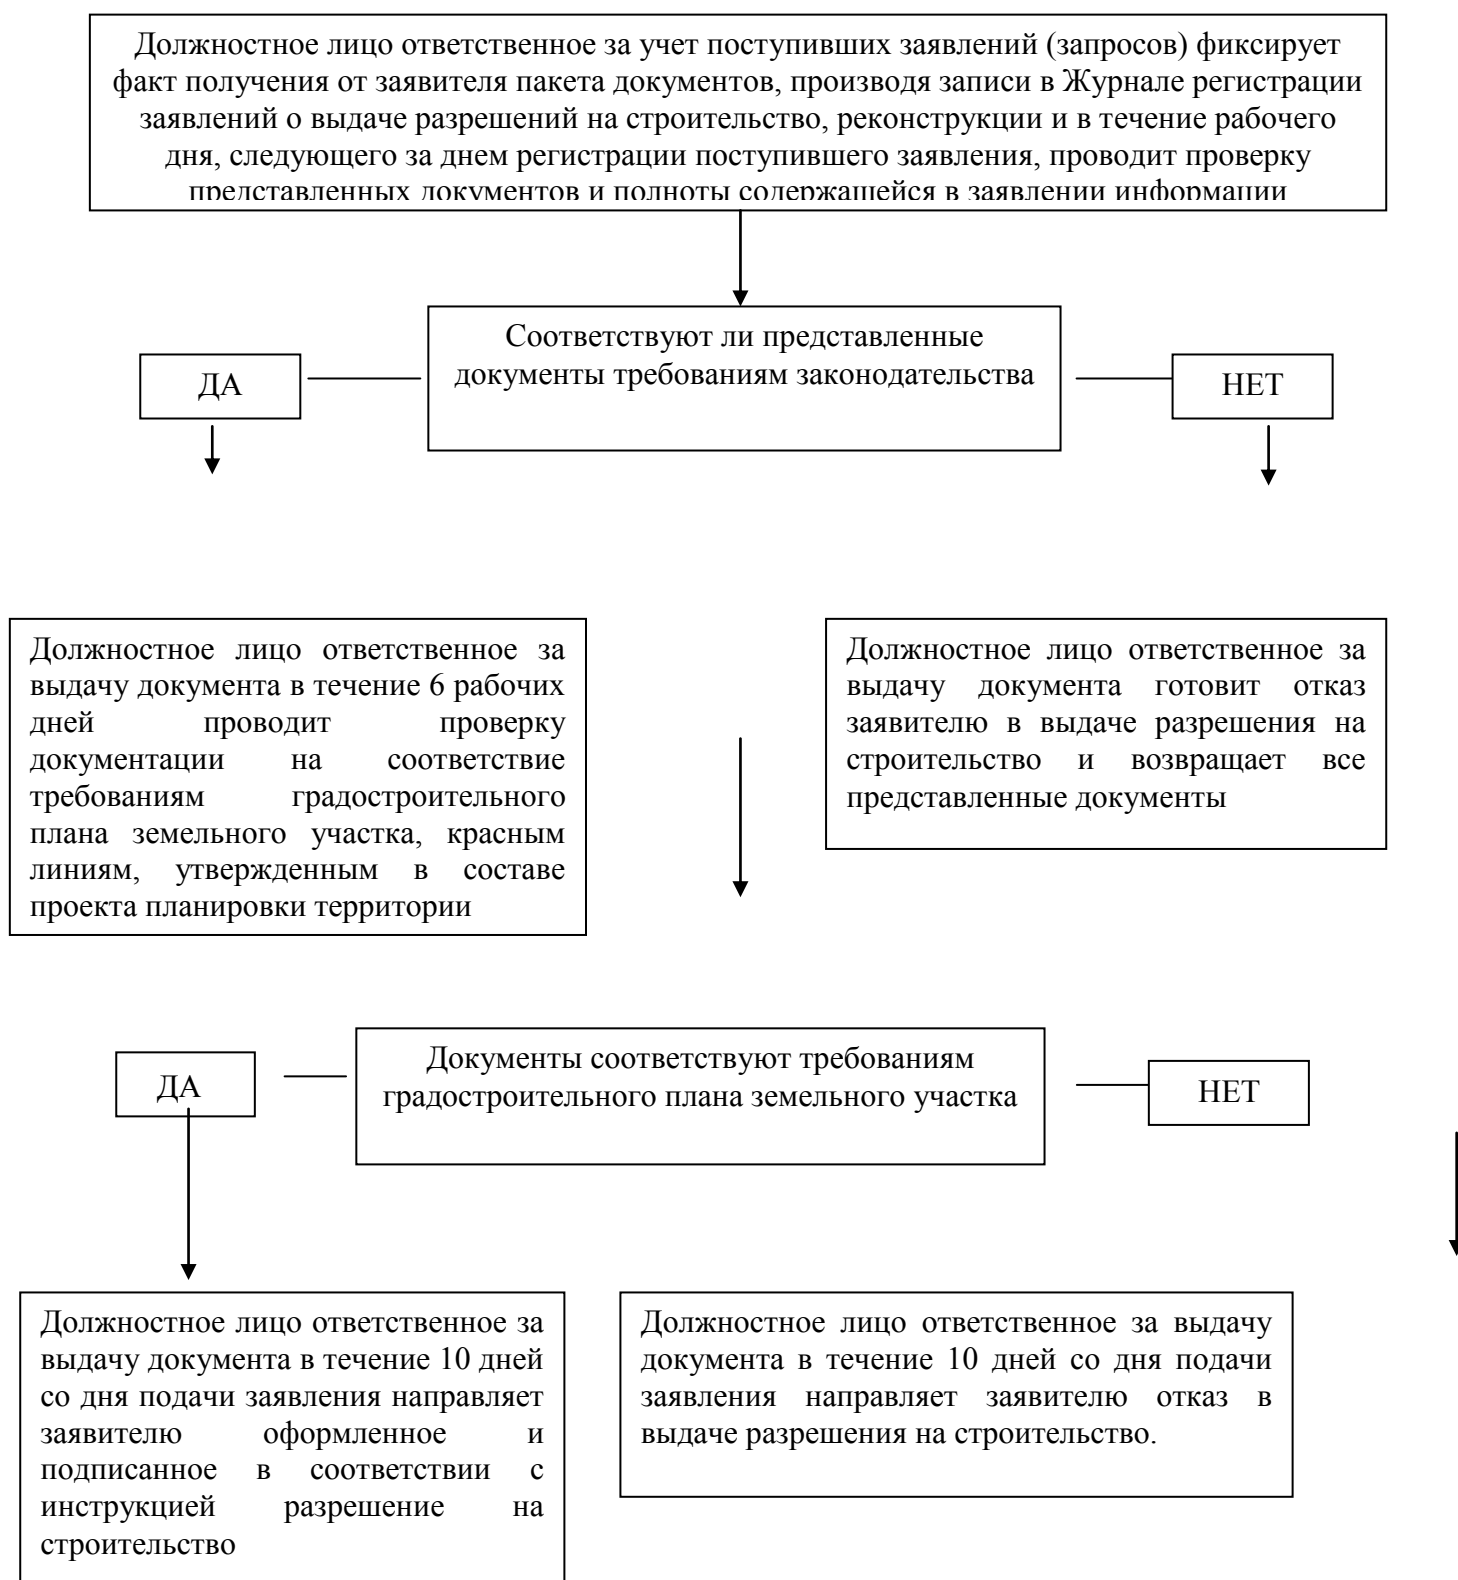 Должностное лицо ответственное за учет поступивших заявлений (запросов) фиксирует
факт получения от заявителя пакета документов, производя записи в Журнале регистрации
заявлений о выдаче разрешений на строительство, реконструкции и в течение рабочего
дня, следующего за днем регистрации поступившего заявления, проводит проверку
представленных документов и полноты содержащейся в заявлении информации
Соответствуют ли представленные
документы требованиям законодательства
ДА
НЕТ
Должностное лицо ответственное за
выдачу документа в течение 6 рабочих
дней проводит проверку
документации на соответствие
требованиям градостроительного
плана земельного участка, красным
линиям, утвержденным в составе
проекта планировки территории
Должностное лицо ответственное за
выдачу документа готовит отказ
заявителю в выдаче разрешения на
строительство и возвращает все
представленные документы
Документы соответствуют требованиям
градостроительного плана земельного участка
ДА
НЕТ
Должностное лицо ответственное за
выдачу документа в течение 10 дней
со дня подачи заявления направляет
заявителю оформленное и
подписанное в соответствии с
инструкцией разрешение на
строительство
Должностное лицо ответственное за выдачу
документа в течение 10 дней со дня подачи
заявления направляет заявителю отказ в
выдаче разрешения на строительство.